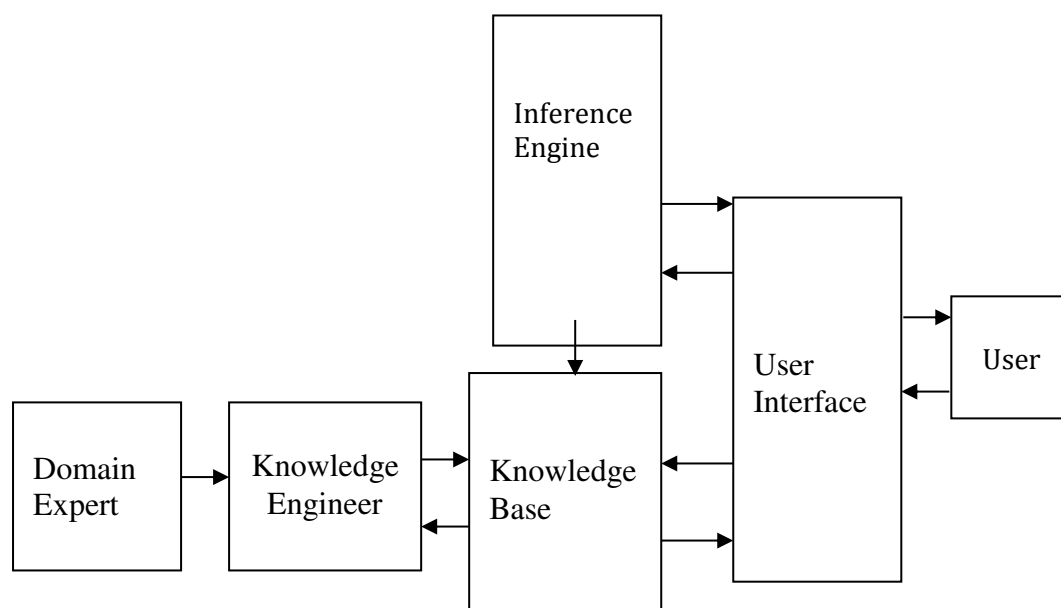 Inference
Engine
User
Interface
User
Domain
Expert
Knowledge
Engineer
Knowledge
Base